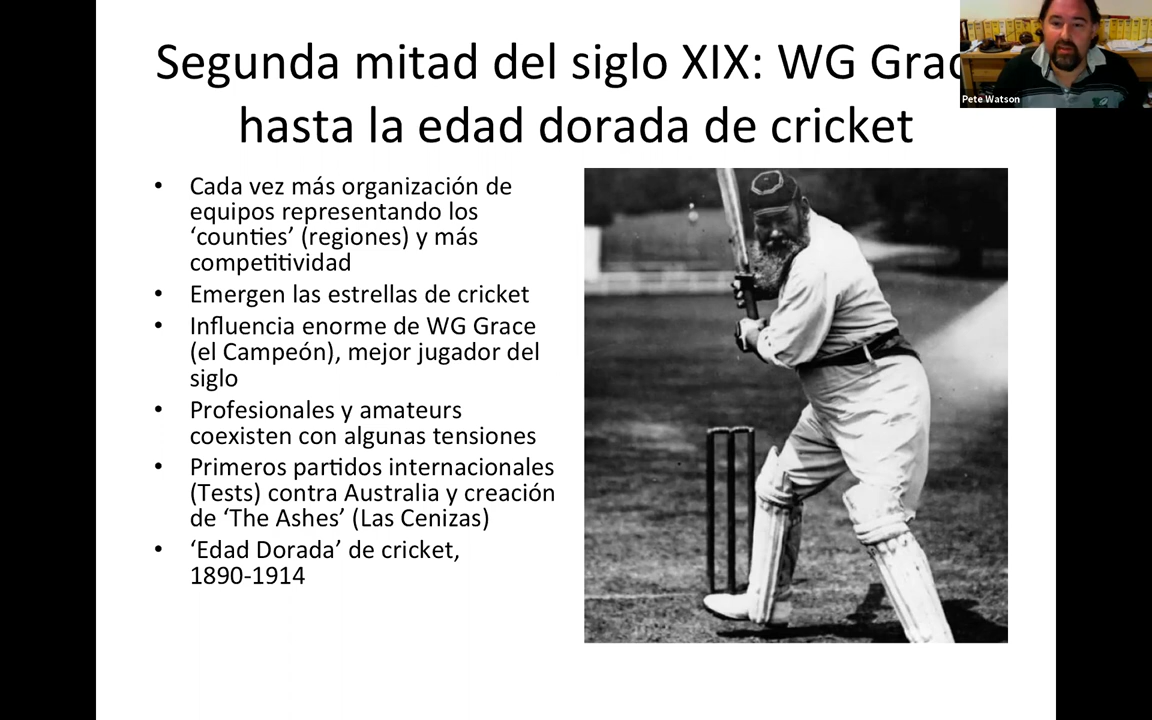 Segunda mitad del siglo XIX: WG Grac
hasta la edad dorada de cricket
Pete Watson
• Cada vez más organización de
equipos representando los
‘counties’ (regiones) y más
competitividad
• Emergen las estrellas de cricket
• Influencia enorme de WG Grace
(el Campeón), mejor jugador del
siglo
• Profesionales y amateurs
coexisten con algunas tensiones
• Primeros partidos internacionales
(Tests) contra Australia y creación
de ‘The Ashes’ (Las Cenizas)
• ‘Edad Dorada’ de cricket,
1890-1914